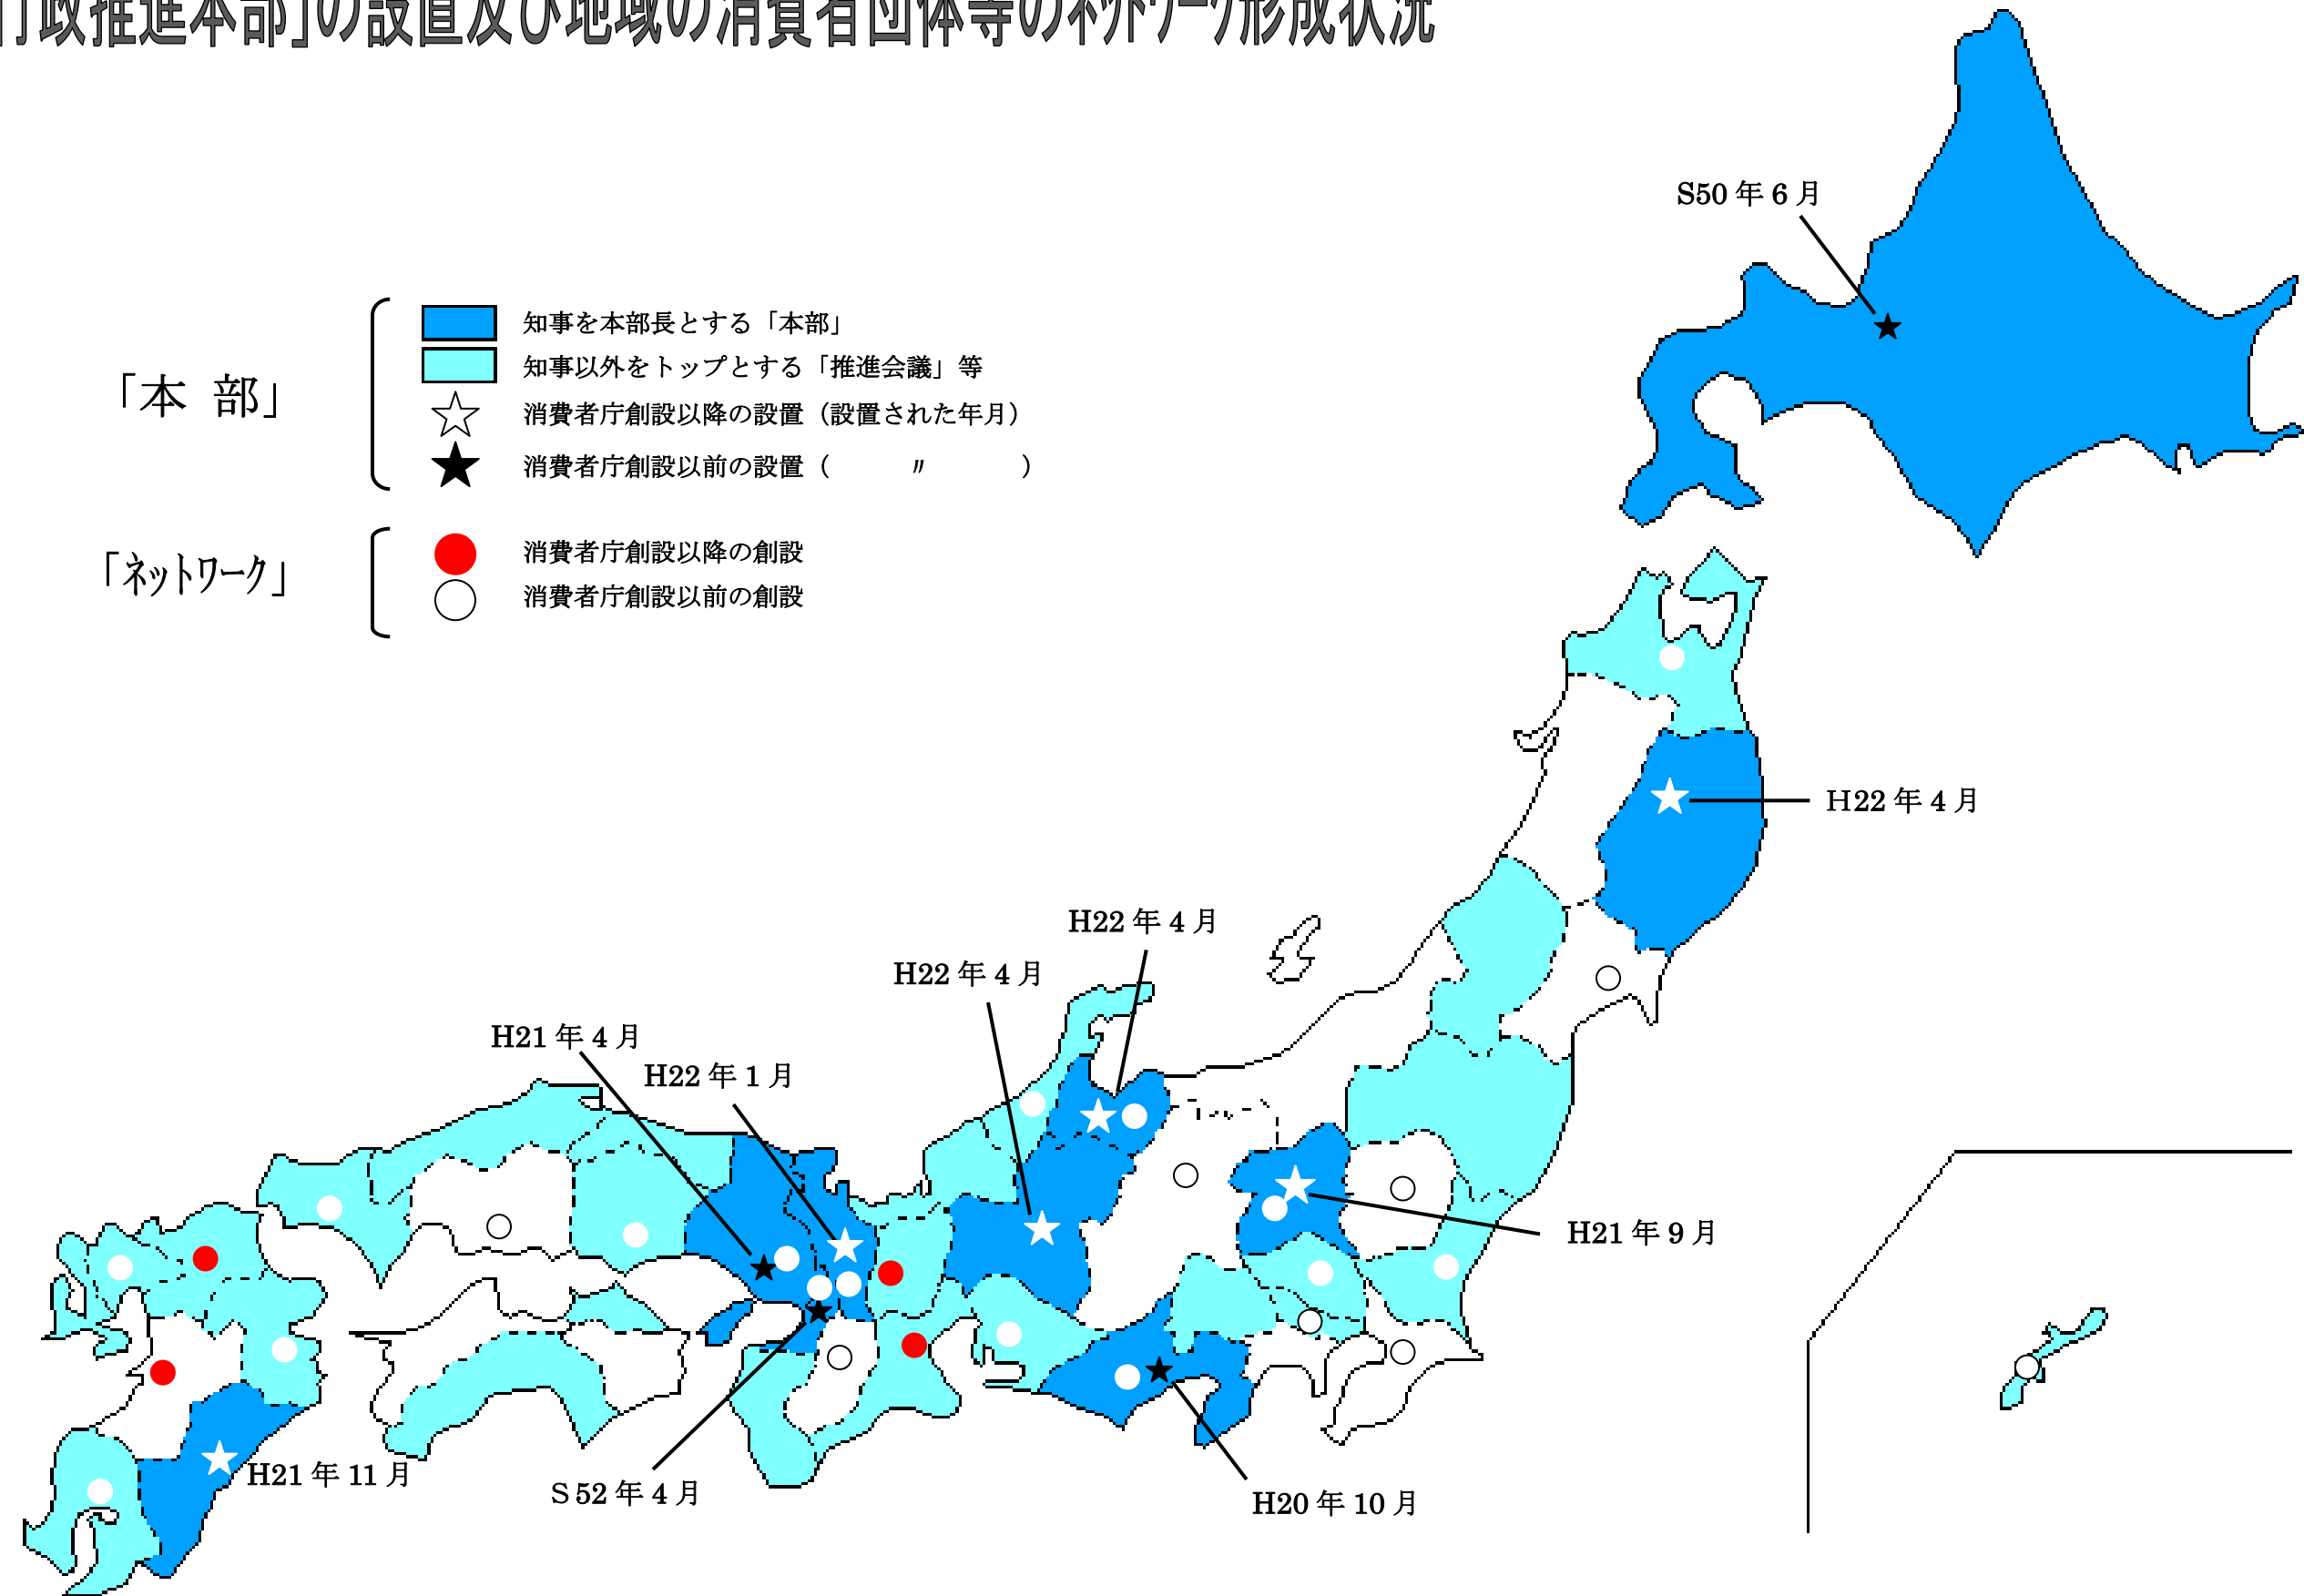 行政推進本部」の設置及び地域の消費者団体等のネットワーク形成状況
S50年6月
「本 部」
知事を本部長とする「本部」
知事以外をトップとする「推進会議」等
消費者庁創設以降の設置（設置された年月）
消費者庁創設以前の設置（ 〃 ）
「ネットワーク」
消費者庁創設以降の創設
消費者庁創設以前の創設
H22年4月
H22年4月
H22年4月
H21年4月
H22年1月
H21年9月
H21年11月
S52年4月
H20年10月